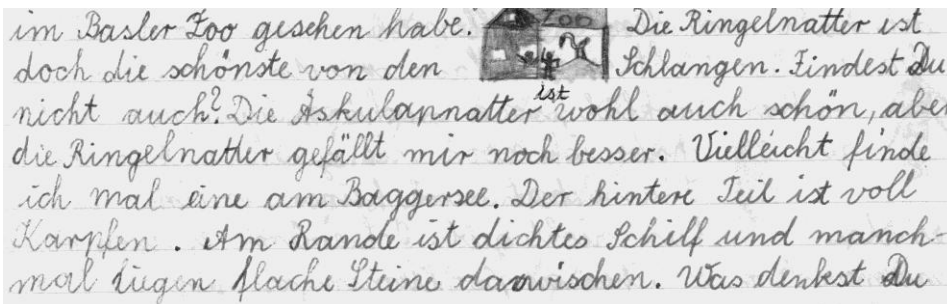 im Basler Zoo gesehen habe. Zoo Die Ringelnatter ist
doch die schönste von den Schlangen. Findest Du
nicht auch? Die Äskulapnatter ist wohl auch schön, abe
die Ringelnatter gefällt mir noch besser. Vielleicht finde
ich mal eine am Baggersee. Der hintere Teil ist voll
Karpfen. Am Rande ist dichtes Schilf und manch-
mal liegen flache Steine dazwischen. Was denkst Du